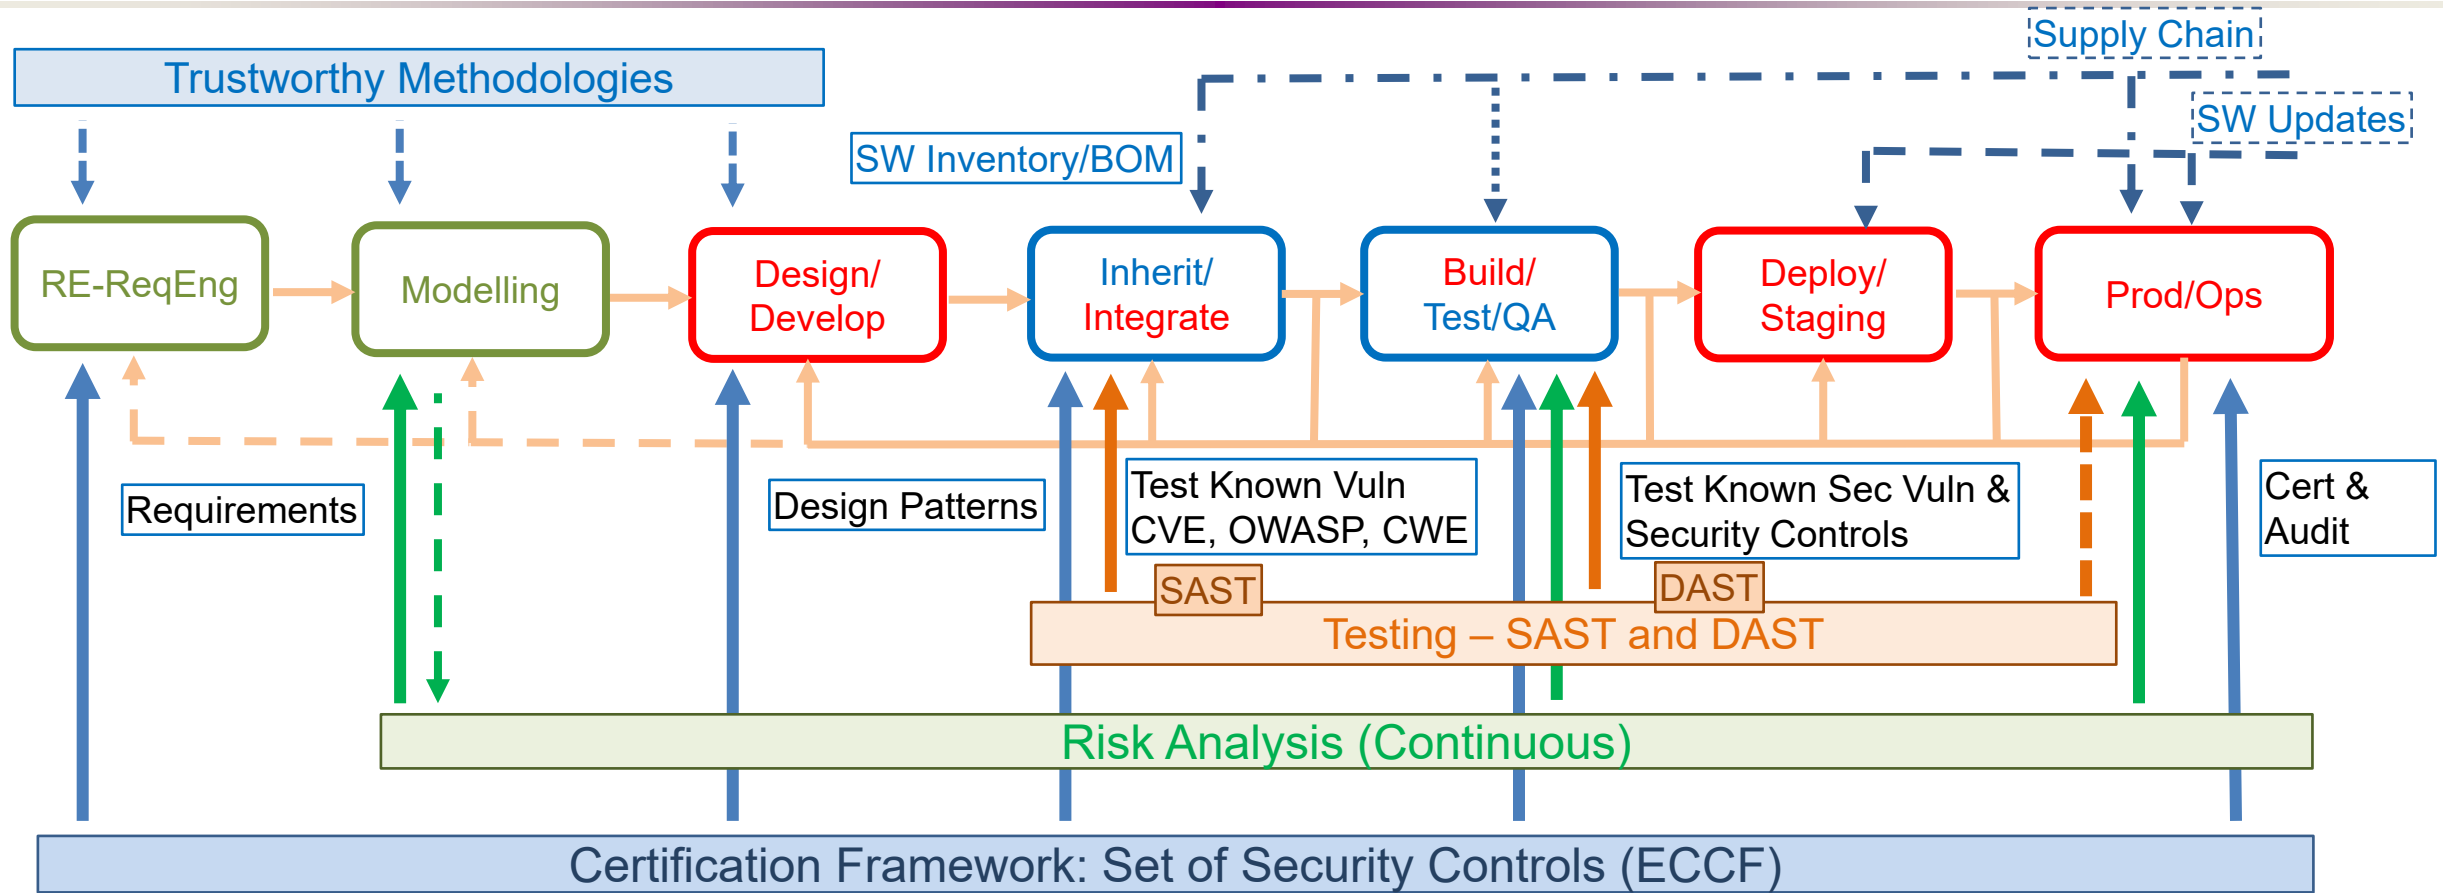 Supply Chain
Trustworthy Methodologies
SW Updates
SW Inventory/BOM
RE-ReqEng
Modelling
Design/
Develop
Inherit/
Integrate
Build/
Test/QA
Deploy/
Staging
Prod/Ops
Requirements
Design Patterns
Test Known Vuln
CVE, OWASP, CWE
Test Known Sec Vuln &
Security Controls
Cert &
Audit
SAST
DAST
Testing – SAST and DAST
Risk Analysis (Continuous)
Certification Framework: Set of Security Controls (ECCF)